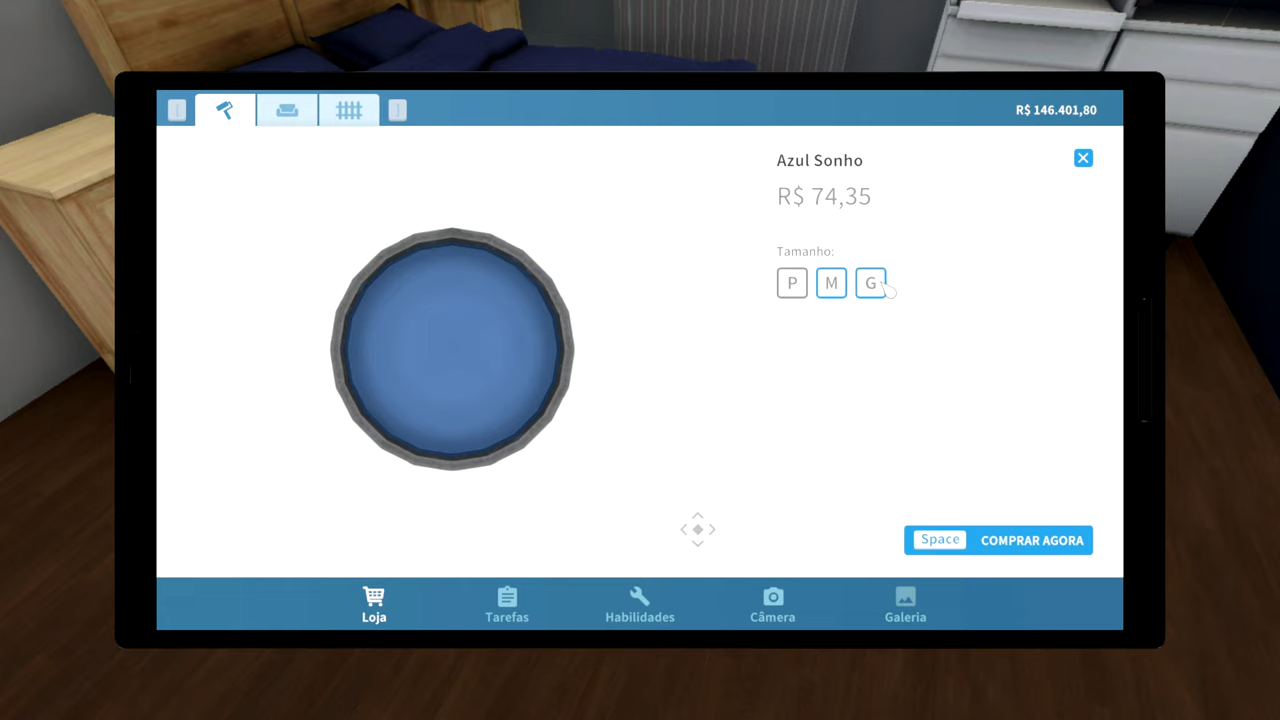 R$ 146.401,80
Azul Sonho
R$ 74,35
Tamanho:
P M G
Space COMPRAR AGORA
Loja Tarefas Habilidades Câmera Galeria